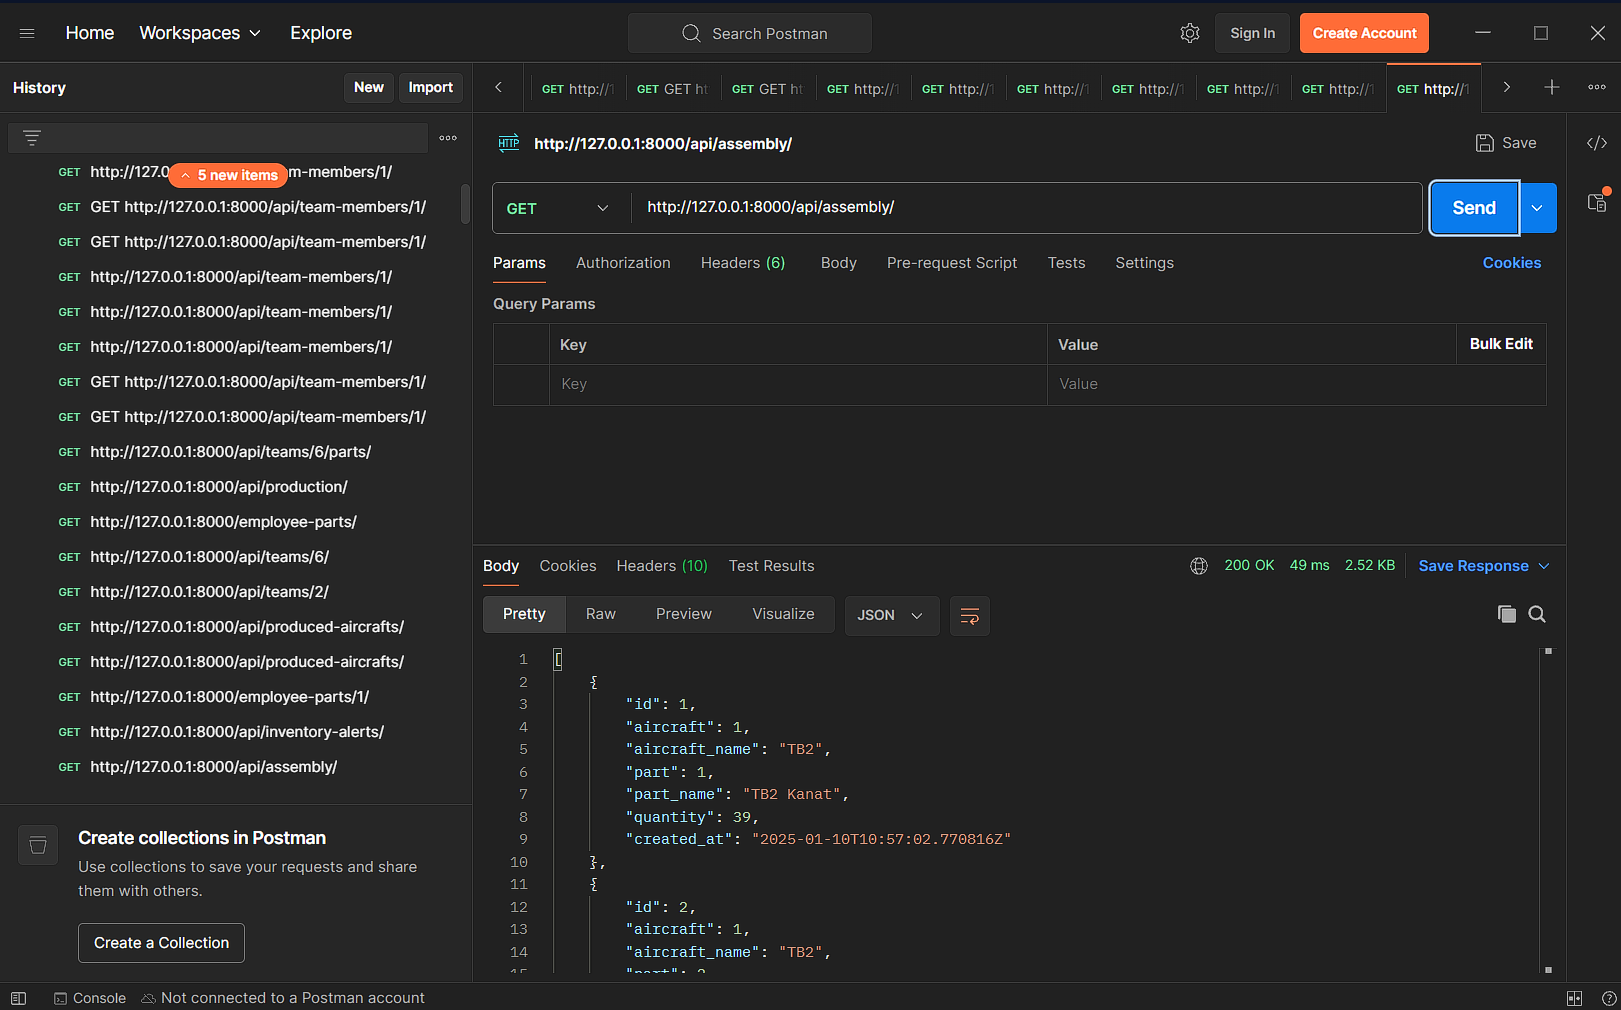 Home Workspaces Explore Search Postman Sign In Create Account
History New Import
GET http://1 GET GET ht GET GET ht GET http://1 GET http://1 GET http://1 GET http://1 GET http://1 GET http://1 GET http://1
HTTP http://127.0.0.1:8000/api/assembly/ Save
GET http://127.0.0.1:8000/api/assembly/ Send
Params Authorization Headers (6) Body Pre-request Script Tests Settings Cookies
Query Params
Key Value Bulk Edit
Key Value
GET http://127.0 m-members/1/
5 new items
GET GET http://127.0.0.1:8000/api/team-members/1/
GET GET http://127.0.0.1:8000/api/team-members/1/
GET http://127.0.0.1:8000/api/team-members/1/
GET http://127.0.0.1:8000/api/team-members/1/
GET http://127.0.0.1:8000/api/team-members/1/
GET GET http://127.0.0.1:8000/api/team-members/1/
GET GET http://127.0.0.1:8000/api/team-members/1/
GET http://127.0.0.1:8000/api/teams/6/parts/
GET http://127.0.0.1:8000/api/production/
GET http://127.0.0.1:8000/employee-parts/
GET http://127.0.0.1:8000/api/teams/6/
GET http://127.0.0.1:8000/api/teams/2/
GET http://127.0.0.1:8000/api/produced-aircrafts/
GET http://127.0.0.1:8000/api/produced-aircrafts/
GET http://127.0.0.1:8000/employee-parts/1/
GET http://127.0.0.1:8000/api/inventory-alerts/
GET http://127.0.0.1:8000/api/assembly/
Create collections in Postman
Use collections to save your requests and share
them with others.
Create a Collection
Body Cookies Headers (10) Test Results 200 OK 49 ms 2.52 KB Save Response
Pretty Raw Preview Visualize JSON
1 [
2 {
3 "id": 1,
4 "aircraft": 1,
5 "aircraft_name": "TB2",
6 "part": 1,
7 "part_name": "TB2 Kanat",
8 "quantity": 39,
9 "created_at": "2025-01-10T10:57:02.770816Z"
10 },
11 {
12 "id": 2,
13 "aircraft": 1,
14 "aircraft_name": "TB2",
15 "part": 2
Console Not connected to a Postman account